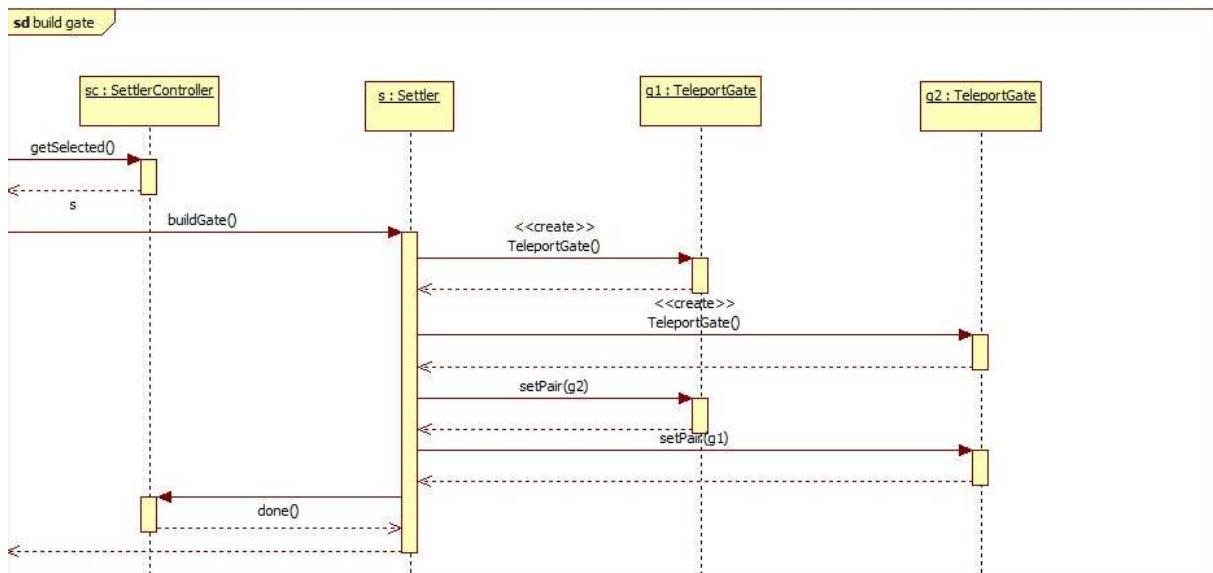 sd build gate
sc : SettlerController
s : Settler
g1 : TeleportGate
g2 : TeleportGate
getSelected()
s
buildGate()
<<create>>
TeleportGate()
<<create>>
TeleportGate()
setPair(g2)
setPair(g1)
done()